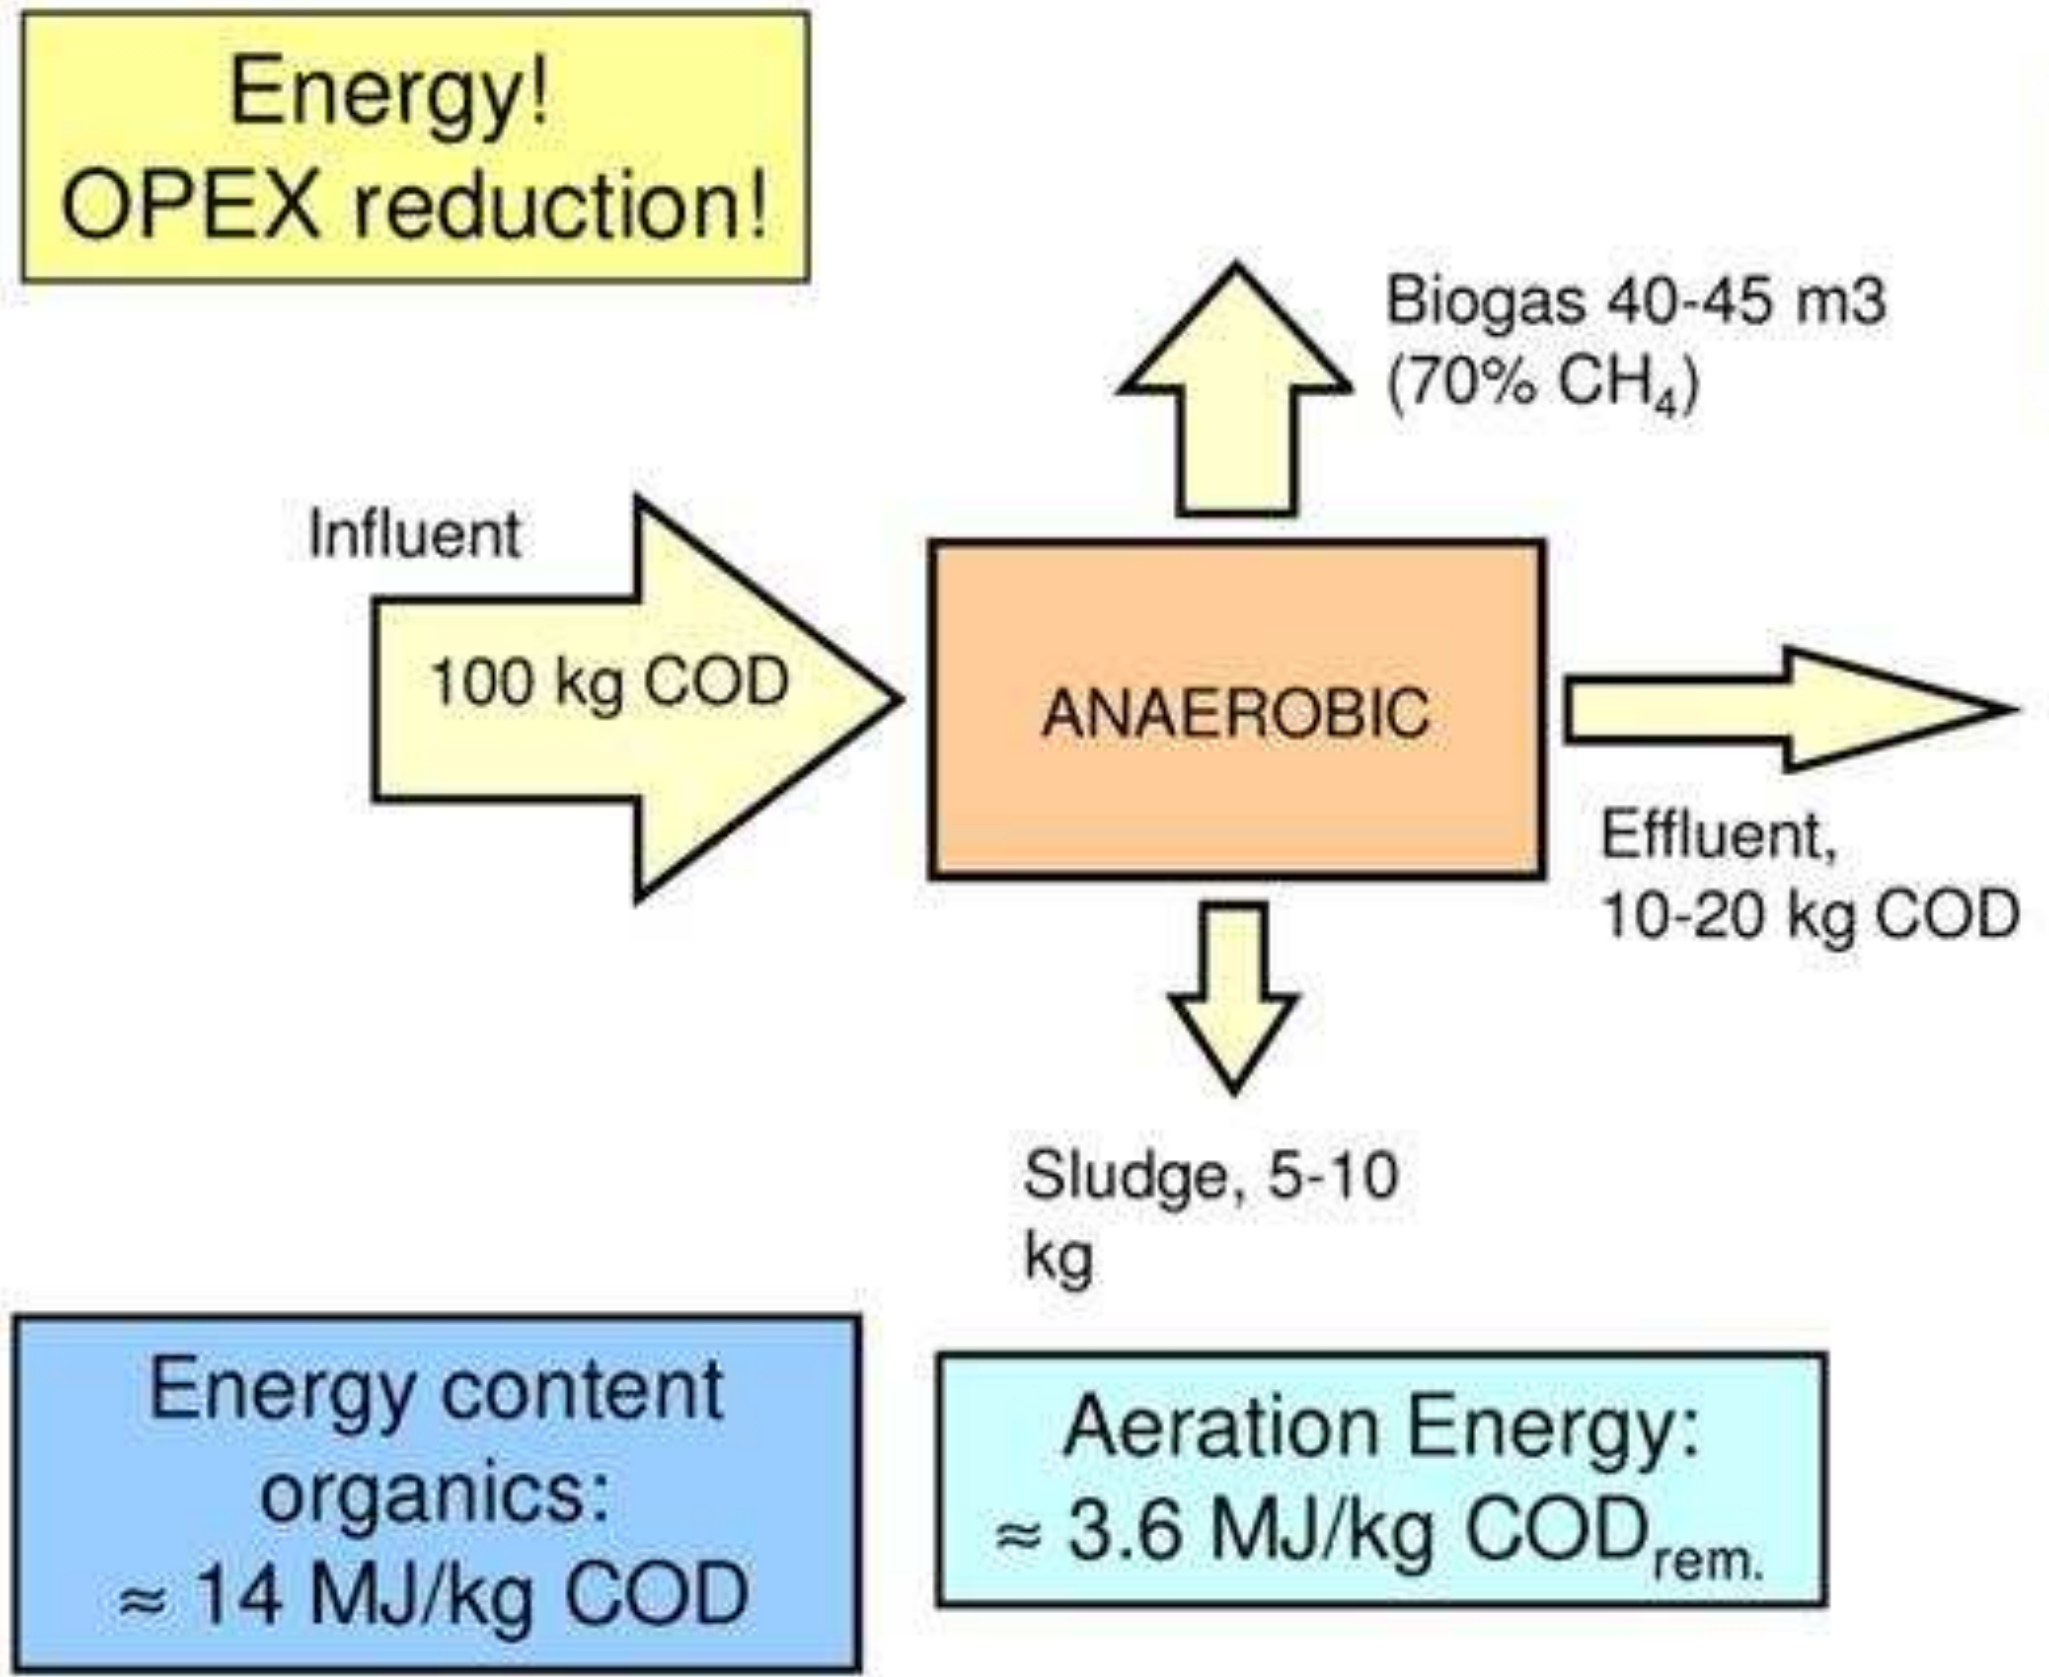 Energy!
OPEX reduction!
Biogas 40-45 m3
(70% CH₄)
Influent
100 kg COD
ANAEROBIC
Effluent,
10-20 kg COD
Sludge, 5-10
kg
Energy content
organics:
≈ 14 MJ/kg COD
Aeration Energy:
≈ 3.6 MJ/kg CODrem.